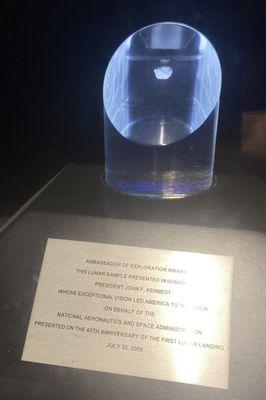 AMBASSADOR OF EXPLORATION AWARD
THIS LUNAR SAMPLE PRESENTED IN HONOR
PRESIDENT JOHN F. KENNEDY
WHOSE EXCEPTIONAL VISION LED AMERICA TO THE MOON
ON BEHALF OF THE
NATIONAL AERONAUTICS AND SPACE ADMINISTRATION
PRESENTED ON THE 40TH ANNIVERSARY OF THE FIRST LUNAR LANDING
JULY 20, 2009